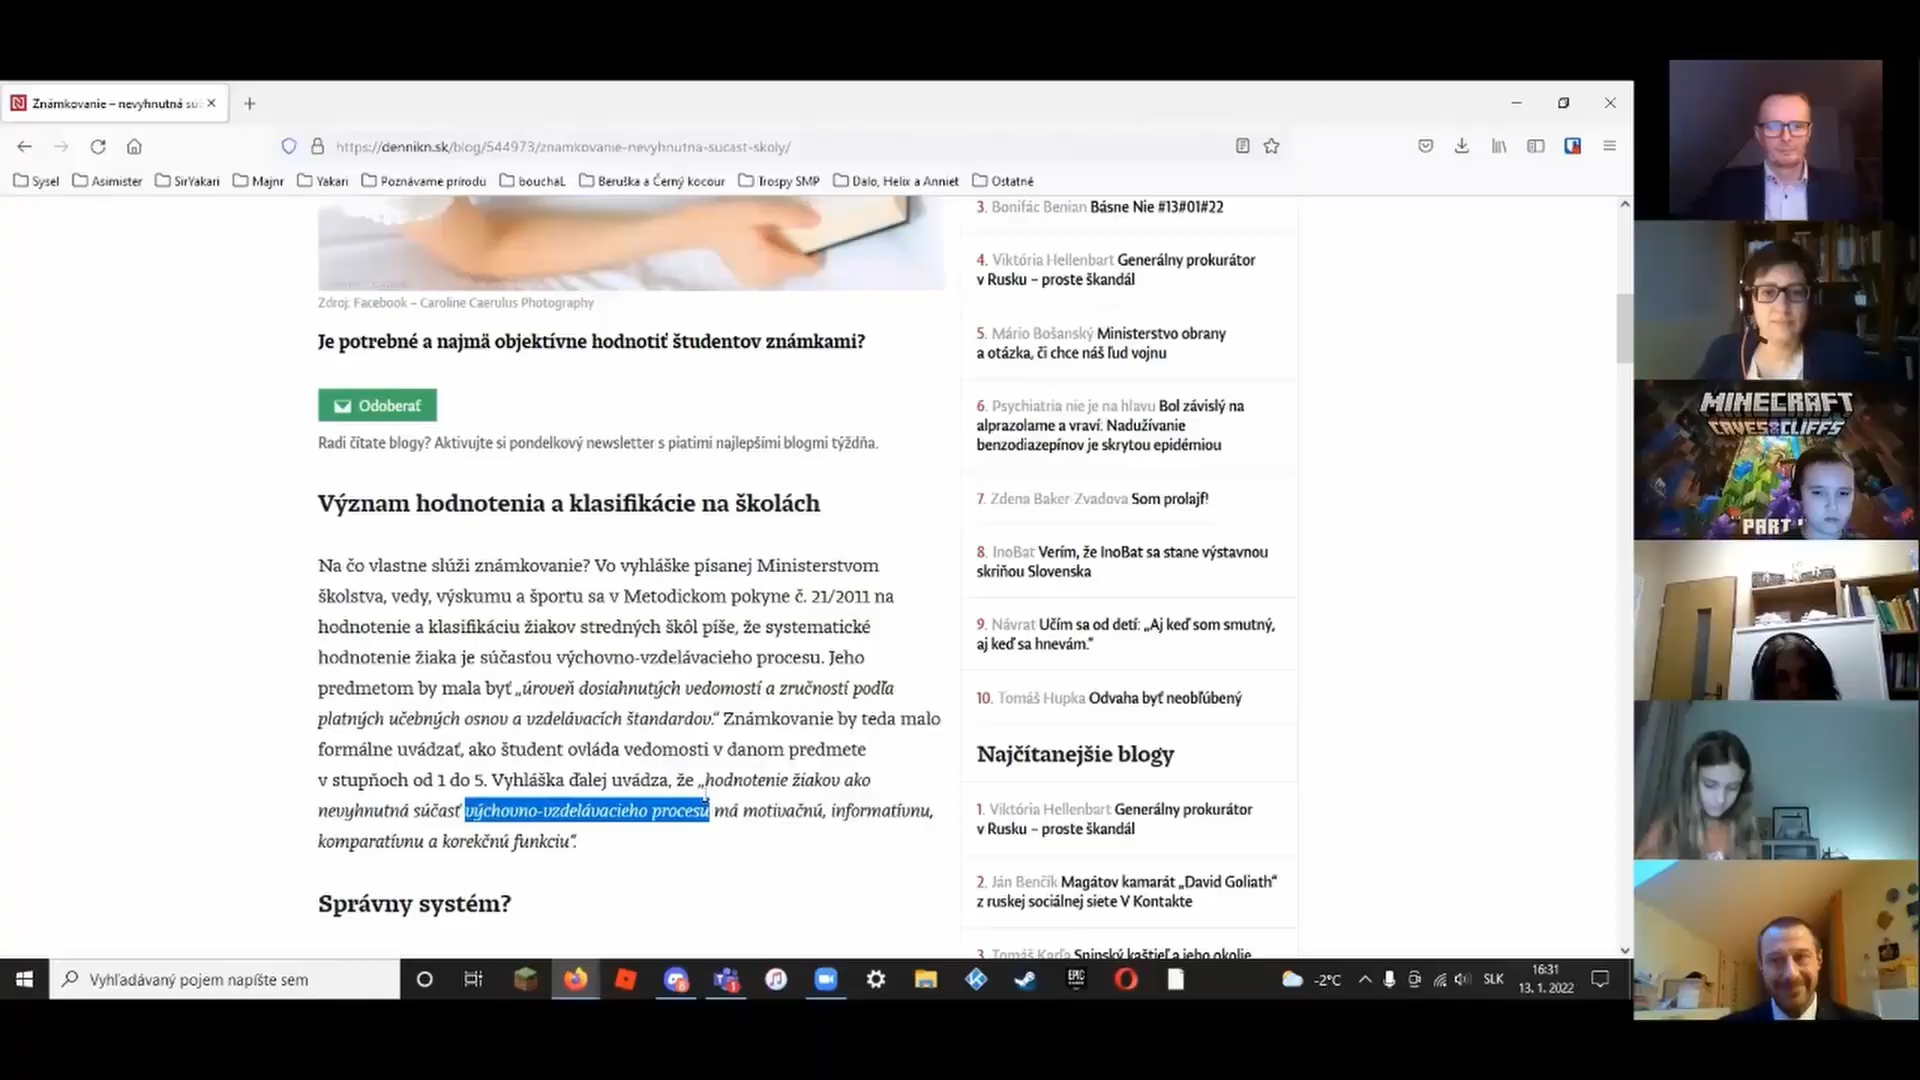 Známkovanie – nevyhnutná su
https://dennikn.sk/blog/544973/znamkovanie-nevyhnutna-sucast-skoly/
Sysel
Asimister
SirYakari
Majnr
Yakari
Poznávame prírodu
bouchaL
Beruška a Černý kocour
Trospy SMP
Dalo, Helix a Anniet
Ostatné
Zdroj: Facebook – Caroline Caerulus Photography
Je potrebné a najmä objektívne hodnotiť študentov známkami?
Odoberať
Radi čítate blogy? Aktivujte si pondelkový newsletter s piatimi najlepšími blogmi týždňa.
Význam hodnotenia a klasifikácie na školách
Na čo vlastne slúži známkovanie? Vo vyhláške písanej Ministerstvom
školstva, vedy, výskumu a športu sa v Metodickom pokyne č. 21/2011 na
hodnotenie a klasifikáciu žiakov stredných škôl píše, že systematické
hodnotenie žiaka je súčasťou výchovno-vzdelávacieho procesu. Jeho
predmetom by mala byť „úroveň dosiahnutých vedomostí a zručností podľa
platných učebných osnov a vzdelávacích štandardov.“ Známkovanie by teda malo
formálne uvádzať, ako študent ovláda vedomosti v danom predmete
v stupňoch od 1 do 5. Vyhláška ďalej uvádza, že „hodnotenie žiakov ako
nevyhnutná súčasť výchovno-vzdelávacieho procesu má motivačnú, informatívnu,
komparatívnu a korekčnú funkciu“.
Správny systém?
3. Bonifác Benian Básne Nie #13#01#22
4. Viktória Hellenbart Generálny prokurátor
v Rusku – proste škandál
5. Mário Bošanský Ministerstvo obrany
a otázka, či chce náš ľud vojnu
6. Psychiatria nie je na hlavu Bol závislý na
alprazolame a vraví: Nadužívanie
benzodiazepínov je skrytou epidémiou
7. Zdena Baker Zvadova Som prolajf!
8. InoBat Verím, že InoBat sa stane výstavnou
skriňou Slovenska
9. Návrat Učím sa od detí: „Aj keď som smutný,
aj keď sa hnevám.“
10. Tomáš Hupka Odvaha byť neobľúbený
Najčítanejšie blogy
1. Viktória Hellenbart Generálny prokurátor
v Rusku – proste škandál
2. Ján Benčík Magátov kamarát „David Goliath“
z ruskej sociálnej siete V Kontakte
3. Tomáš Karľa Spišský kaštieľ a jeho okolie
MINECRAFT
CAVES & CLIFFS
PART
Vyhľadávaný pojem napíšte sem
EPIC
-2°C
SLK
16:31
13. 1. 2022